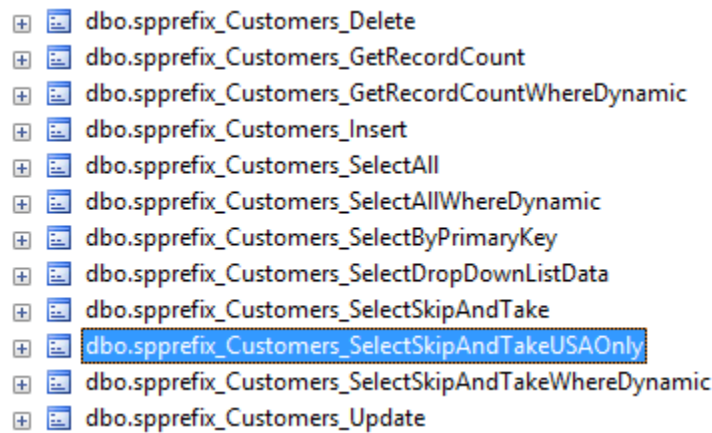 dbo.spprefix_Customers_Delete
dbo.spprefix_Customers_GetRecordCount
dbo.spprefix_Customers_GetRecordCountWhereDynamic
dbo.spprefix_Customers_Insert
dbo.spprefix_Customers_SelectAll
dbo.spprefix_Customers_SelectAllWhereDynamic
dbo.spprefix_Customers_SelectByPrimaryKey
dbo.spprefix_Customers_SelectDropDownListData
dbo.spprefix_Customers_SelectSkipAndTake
dbo.spprefix_Customers_SelectSkipAndTakeUSAOnly
dbo.spprefix_Customers_SelectSkipAndTakeWhereDynamic
dbo.spprefix_Customers_Update